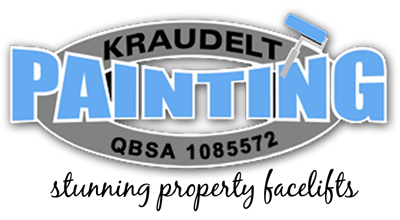 KRAUDELT
PAINTING
QBSA 1085572
stunning property facelifts